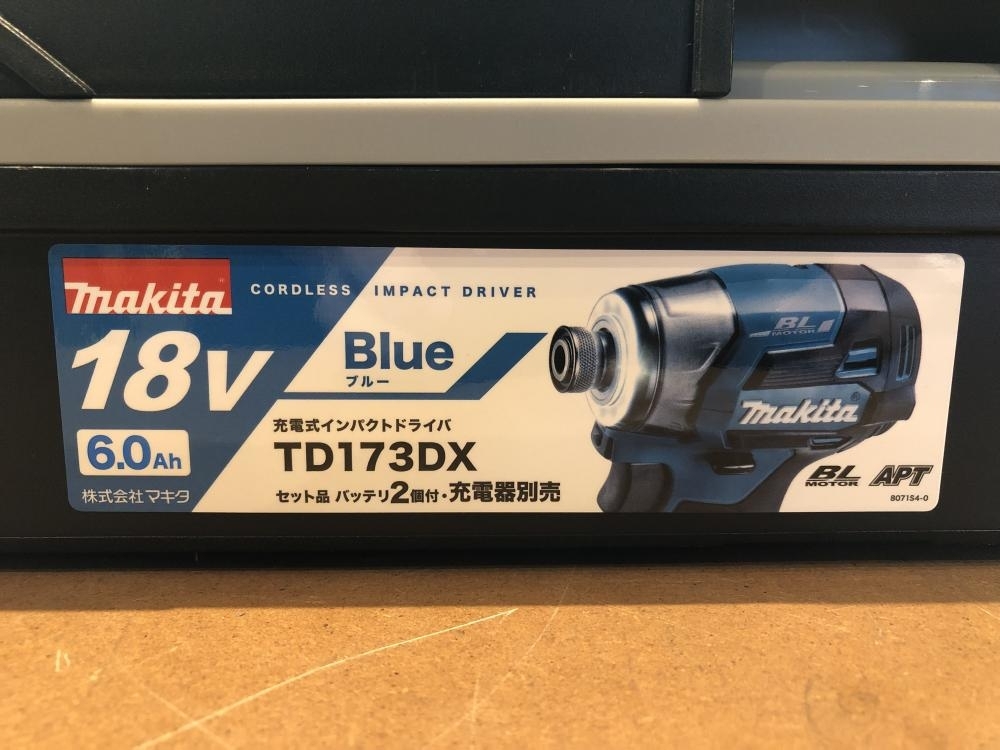 makita CORDLESS IMPACT DRIVER
18V
Blue
ブルー
6.0Ah
充電式インパクトドライバ
TD173DX
株式会社マキタ
セット品 バッテリ2個付・充電器別売
BL MOTOR
makita
BL MOTOR APT
8071S4-0